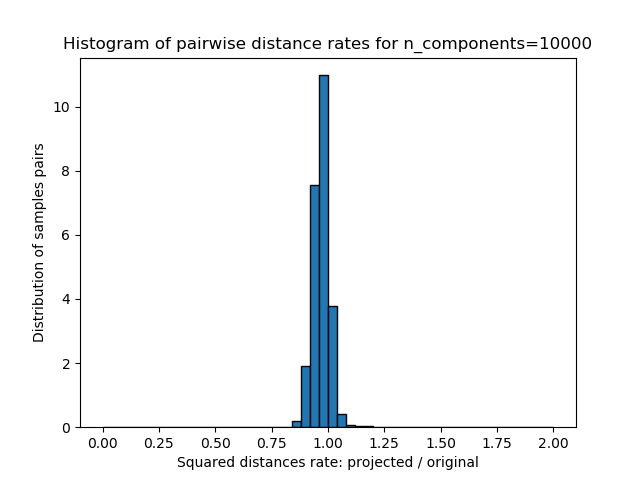 Histogram of pairwise distance rates for n_components=10000
Distribution of samples pairs
10
8
6
4
2
0
0.00 0.25 0.50 0.75 1.00 1.25 1.50 1.75 2.00
Squared distances rate: projected / original